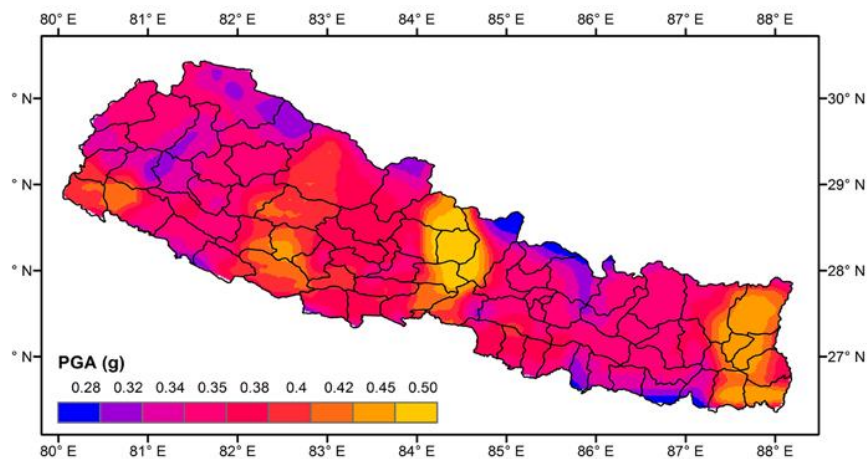 80° E 81° E 82° E 83° E 84° E 85° E 86° E 87° E 88° E
° N 30° N
° N 29° N
° N 28° N
° N 27° N
PGA (g)
0.28 0.32 0.34 0.35 0.38 0.4 0.42 0.45 0.50
80° E 81° E 82° E 83° E 84° E 85° E 86° E 87° E 88° E